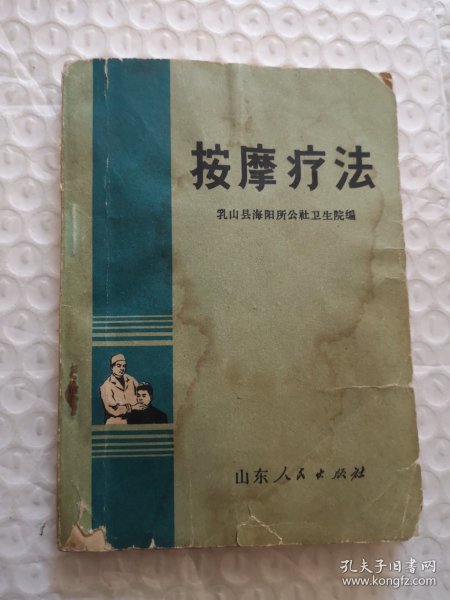 按摩疗法
乳山县海阳所公社卫生院编
山东人民出版社
孔夫子旧书网
www.kongfz.com